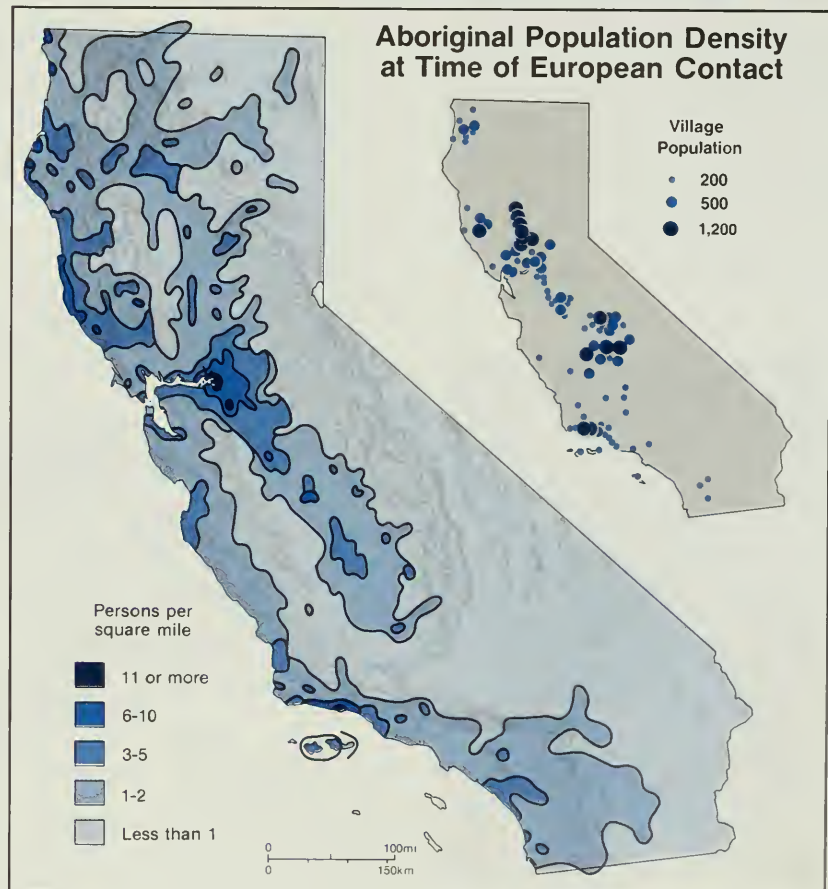 Aboriginal Population Density
at Time of European Contact
Village
Population
200
500
1,200
Persons per
square mile
11 or more
6-10
3-5
1-2
Less than 1
0 100mi
0 150km